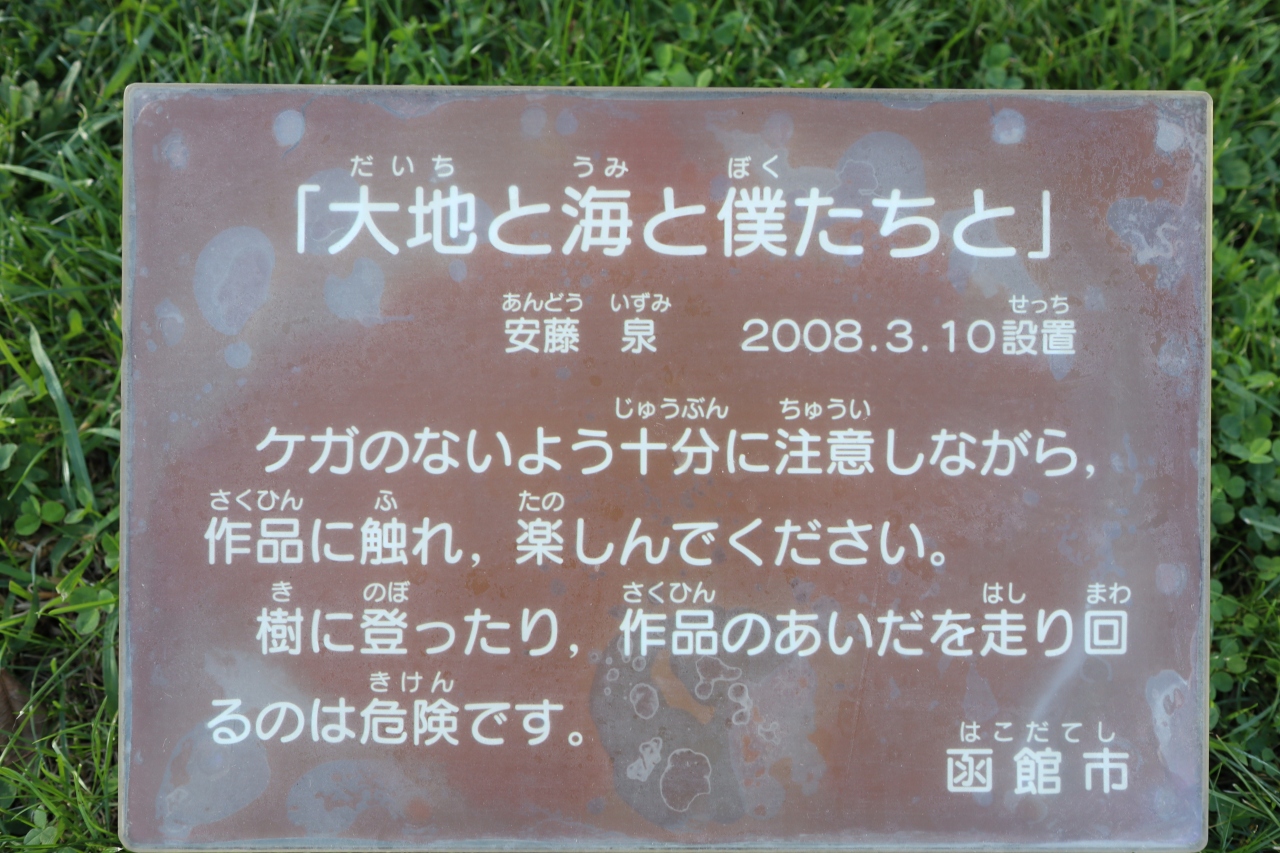 だいち うみ ぼく
「大地と海と僕たちと」
あんどう いずみ せっち
安藤 泉 2008.3.10設置
じゅうぶん ちゅうい
ケガのないよう十分に注意しながら,
さくひん ふ たの
作品に触れ,楽しんでください。
き のぼ さくひん はし まわ
樹に登ったり,作品のあいだを走り回
きけん
るのは危険です。
はこだてし
函館市